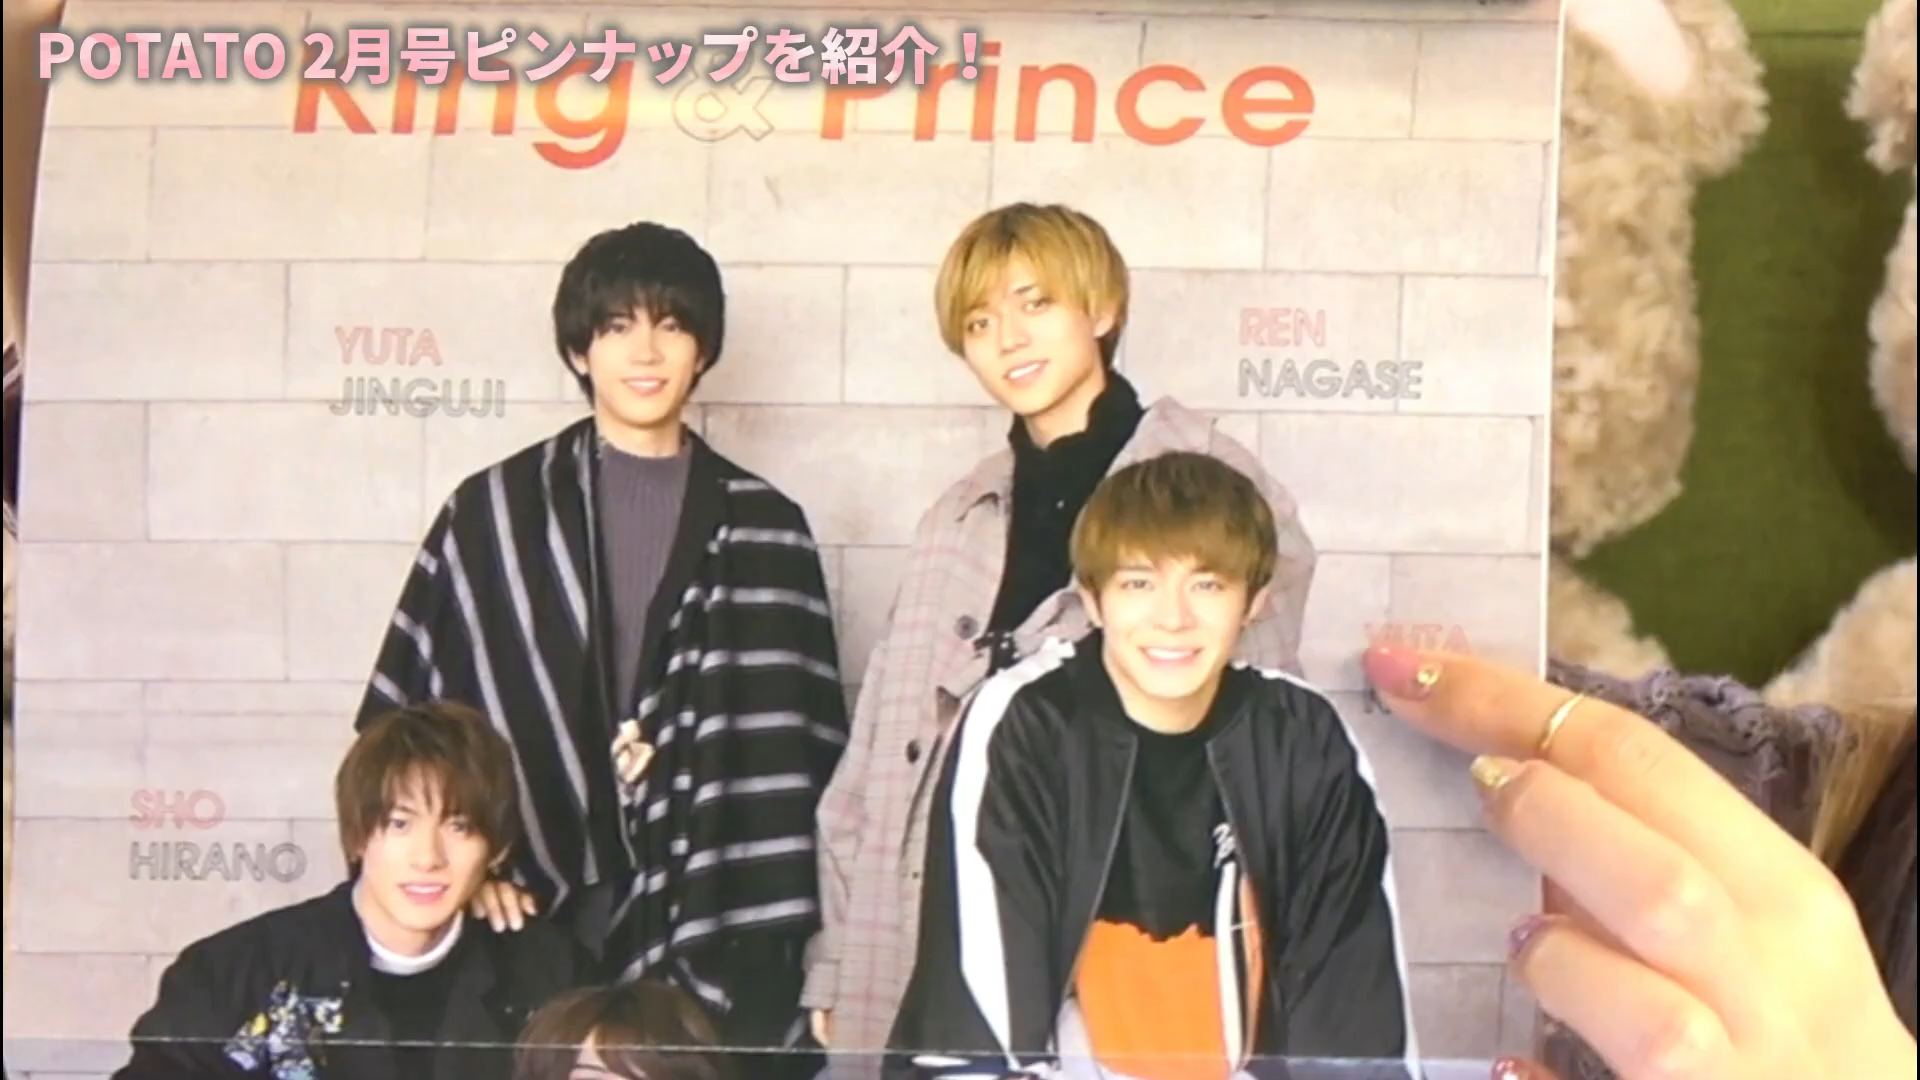 POTATO 2月号ピンナップを紹介！
King & Prince
YUTA
JINGUJI
REN
NAGASE
YUTA
SHO
HIRANO